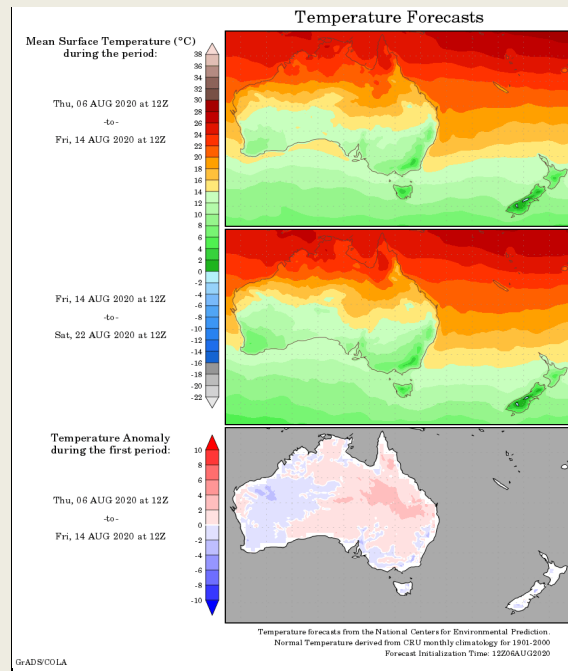 Temperature Forecasts
Mean Surface Temperature (°C)
during the period:
Thu, 06 AUG 2020 at 12Z
-to-
Fri, 14 AUG 2020 at 12Z
38
36
34
32
30
28
26
24
22
20
18
16
14
12
10
8
6
4
2
0
-2
-4
-6
-8
-10
-12
-14
-16
-18
-20
-22
Fri, 14 AUG 2020 at 12Z
-to-
Sat, 22 AUG 2020 at 12Z
Temperature Anomaly
during the first period:
Thu, 06 AUG 2020 at 12Z
-to-
Fri, 14 AUG 2020 at 12Z
10
8
6
4
2
0
-2
-4
-6
-8
-10
Temperature forecasts from the National Centers for Environmental Prediction.
Normal Temperature derived from CRU monthly climatology for 1901-2000
Forecast Initialization Time: 12Z06AUG2020
GrADS/COLA